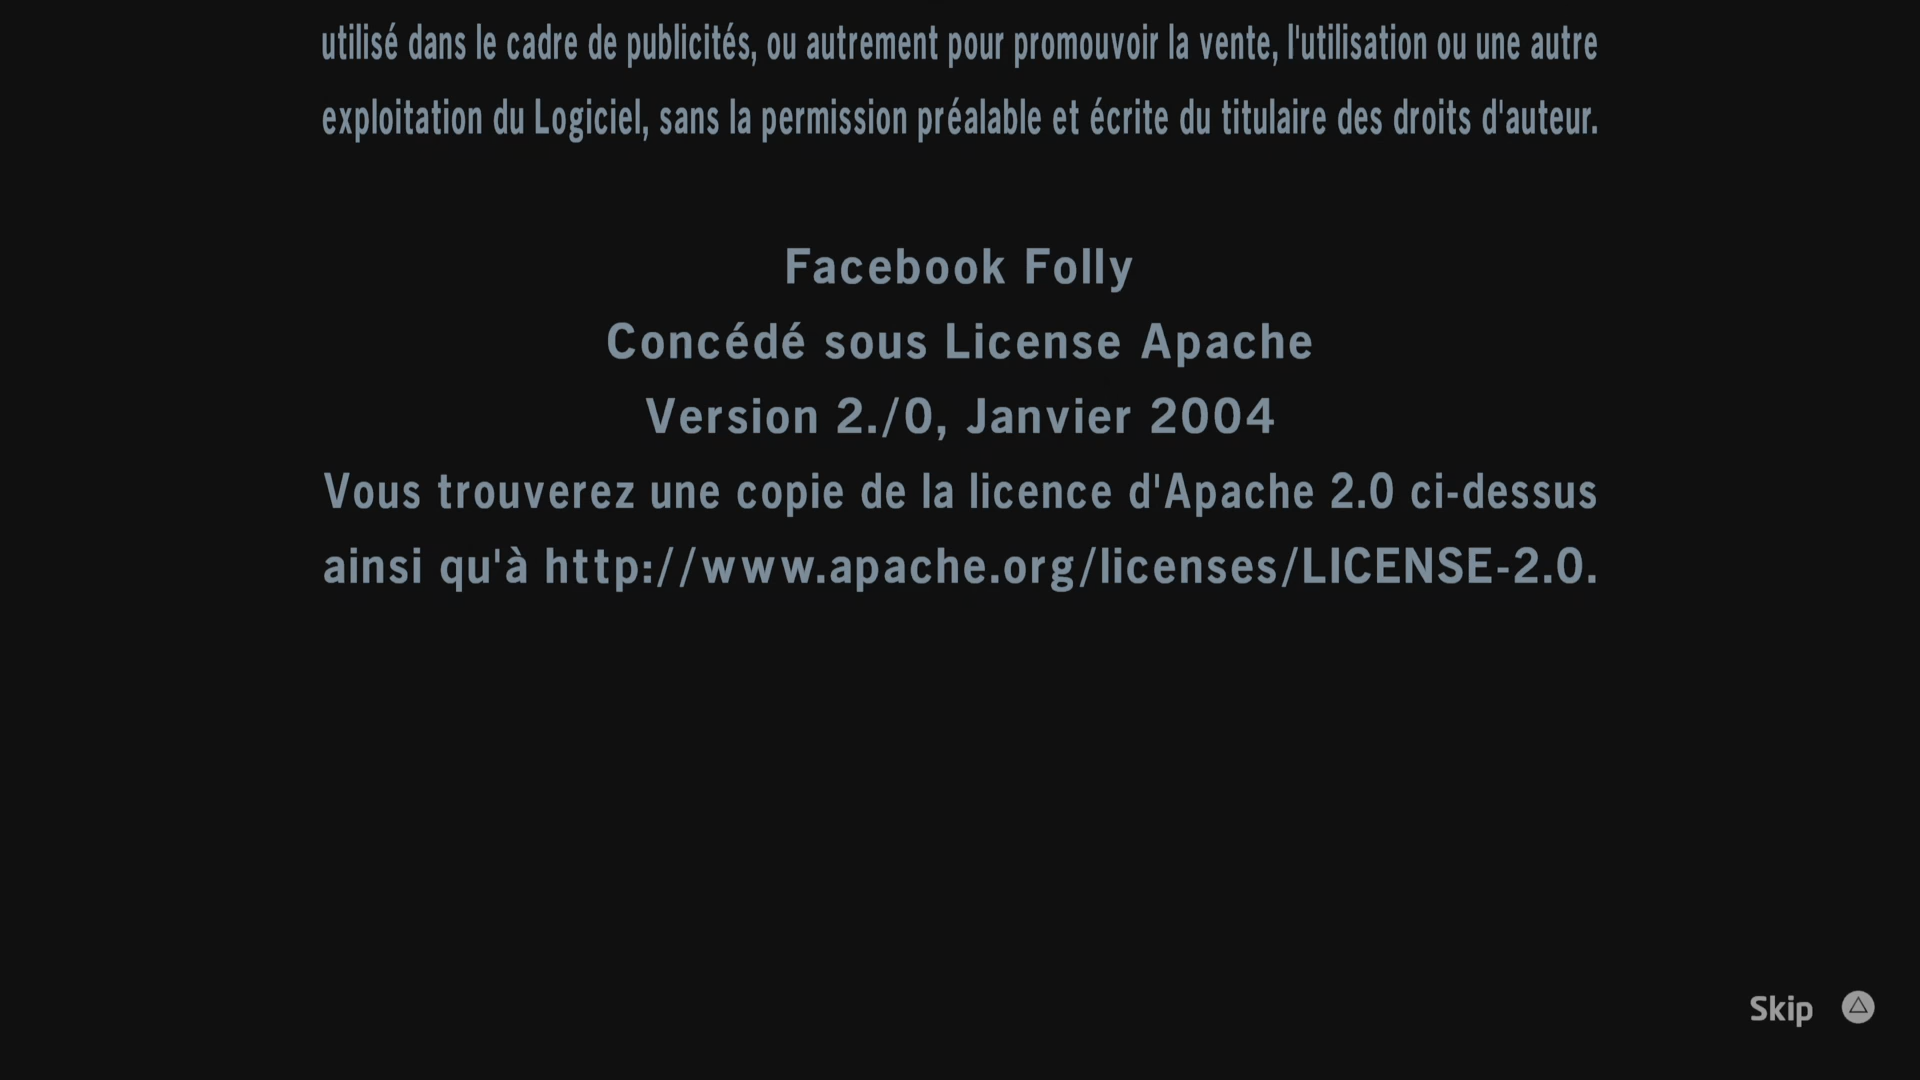 utilisé dans le cadre de publicités, ou autrement pour promouvoir la vente, l'utilisation ou une autre
exploitation du Logiciel, sans la permission préalable et écrite du titulaire des droits d'auteur.
Facebook Folly
Concédé sous License Apache
Version 2./0, Janvier 2004
Vous trouverez une copie de la licence d'Apache 2.0 ci-dessus
ainsi qu'à http://www.apache.org/licenses/LICENSE-2.0.
Skip